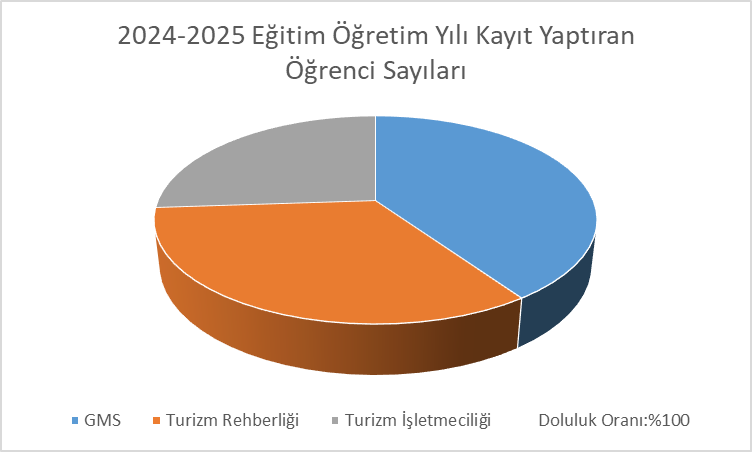 2024-2025 Eğitim Öğretim Yılı Kayıt Yaptıran
Öğrenci Sayıları
GMS Turizm Rehberliği Turizm İşletmeciliği Doluluk Oranı:%100